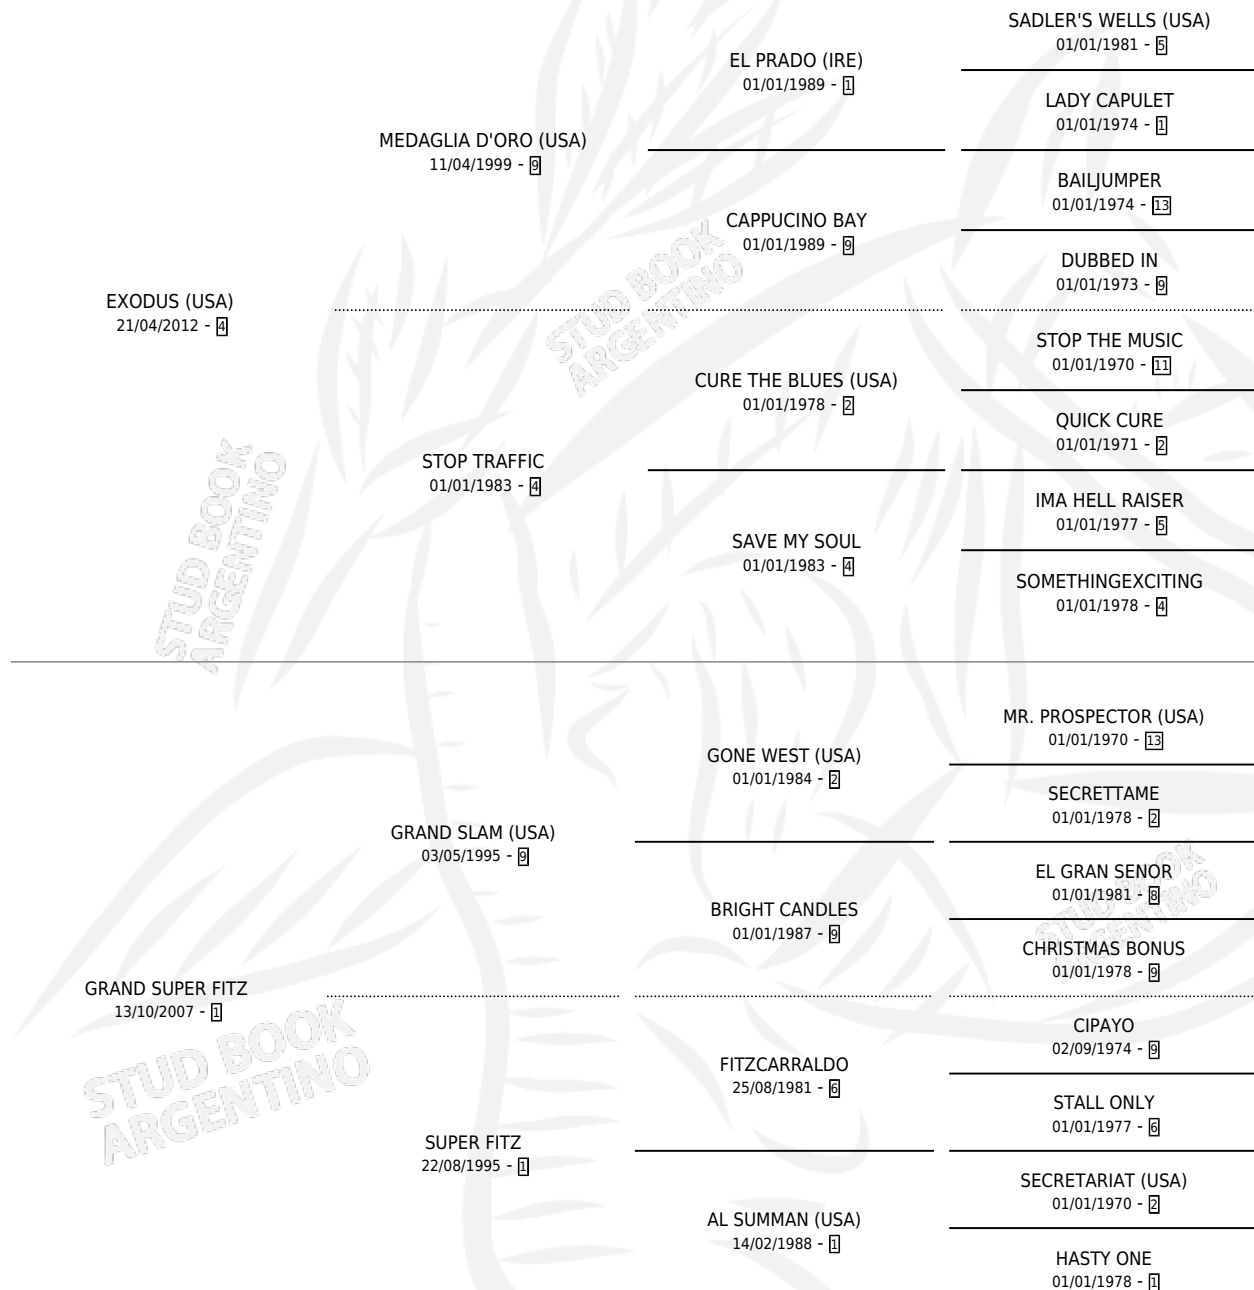 SADLER'S WELLS (USA)
01/01/1981 - 5
EL PRADO (IRE)
01/01/1989 - 1
LADY CAPULET
01/01/1974 - 1
MEDAGLIA D'ORO (USA)
11/04/1999 - 9
BAILJUMPER
01/01/1974 - 13
CAPPUCINO BAY
01/01/1989 - 9
DUBBED IN
01/01/1973 - 9
EXODUS (USA)
21/04/2012 - 4
STUD BOOK
ARGENTINO
STOP THE MUSIC
01/01/1970 - 11
CURE THE BLUES (USA)
01/01/1978 - 2
QUICK CURE
01/01/1971 - 2
STOP TRAFFIC
01/01/1983 - 4
IMA HELL RAISER
01/01/1977 - 5
SAVE MY SOUL
01/01/1983 - 4
SOMETHINGEXCITING
01/01/1978 - 4
STUD BOOK
ARGENTINO
MR. PROSPECTOR (USA)
01/01/1970 - 13
GONE WEST (USA)
01/01/1984 - 2
SECRETTAME
01/01/1978 - 2
GRAND SLAM (USA)
03/05/1995 - 9
EL GRAN SENOR
01/01/1981 - 8
BRIGHT CANDLES
01/01/1987 - 9
STUD BOOK
ARGENTINO
CHRISTMAS BONUS
01/01/1978 - 9
GRAND SUPER FITZ
13/10/2007 - 1
STUD BOOK
ARGENTINO
CIPAYO
02/09/1974 - 9
FITZCARRALDO
25/08/1981 - 6
STALL ONLY
01/01/1977 - 6
SUPER FITZ
22/08/1995 - 1
SECRETARIAT (USA)
01/01/1970 - 2
AL SUMMAN (USA)
14/02/1988 - 1
HASTY ONE
01/01/1978 - 1